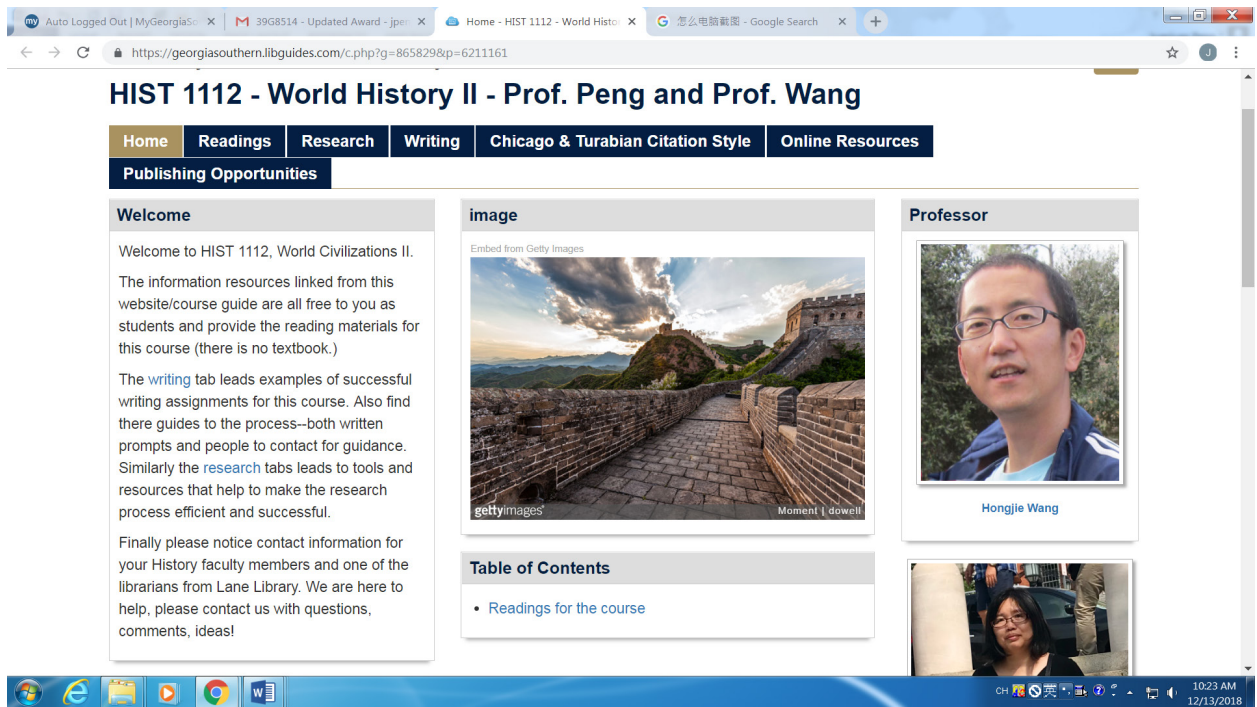 Auto Logged Out | MyGeorgiaSo
39G8514 - Updated Award - jpen
Home - HIST 1112 - World Histo
怎么电脑截图 - Google Search
https://georgiasouthern.libguides.com/c.php?g=865829&p=6211161
HIST 1112 - World History II - Prof. Peng and Prof. Wang
Home Readings Research Writing Chicago & Turabian Citation Style Online Resources
Publishing Opportunities
Welcome
Welcome to HIST 1112, World Civilizations II.
The information resources linked from this
website/course guide are all free to you as
students and provide the reading materials for
this course (there is no textbook.)
The writing tab leads examples of successful
writing assignments for this course. Also find
there guides to the process--both written
prompts and people to contact for guidance.
Similarly the research tabs leads to tools and
resources that help to make the research
process efficient and successful.
Finally please notice contact information for
your History faculty members and one of the
librarians from Lane Library. We are here to
help, please contact us with questions,
comments, ideas!
image
Embed from Getty Images
gettyimages
Moment | dowell
Table of Contents
• Readings for the course
Professor
Hongjie Wang
CH 英
10:23 AM
12/13/2018